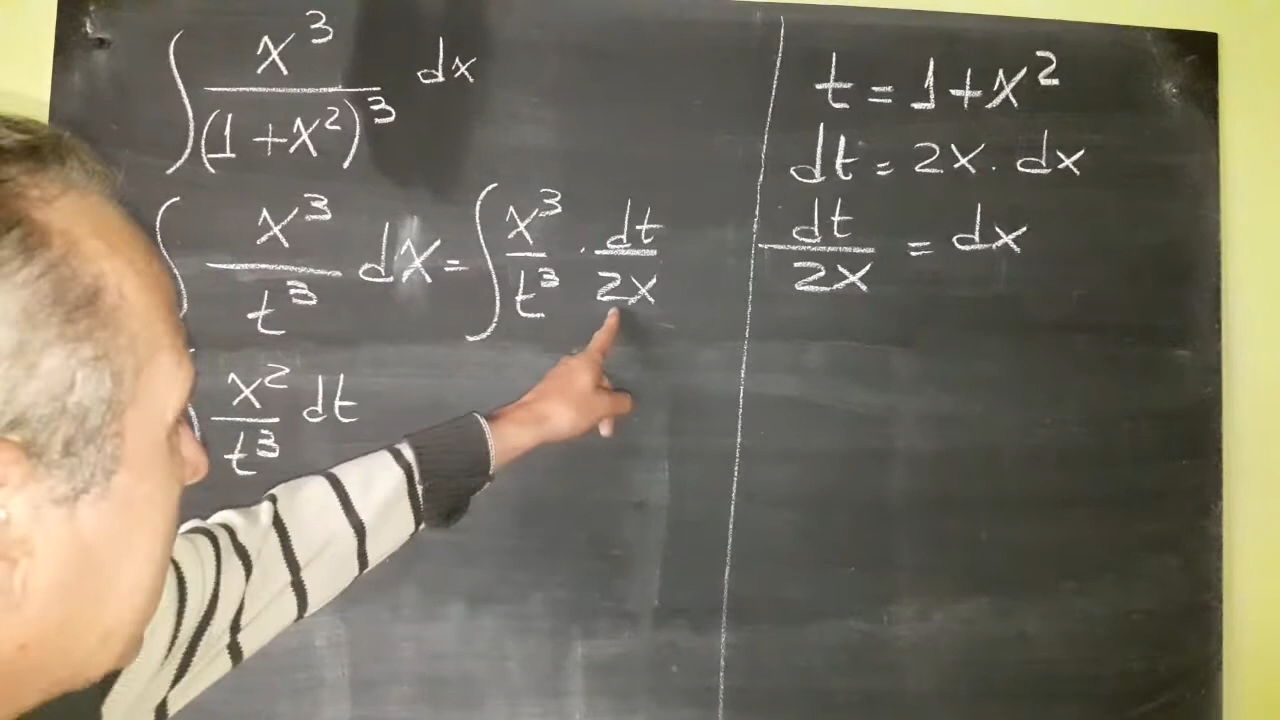 ∫ x³/(1+x²)³ dx
∫ x³/t³ dx = ∫ x³/t³ · dt/2x
∫ x²/t³ dt
t = 1+x²
dt = 2x · dx
dt/2x = dx